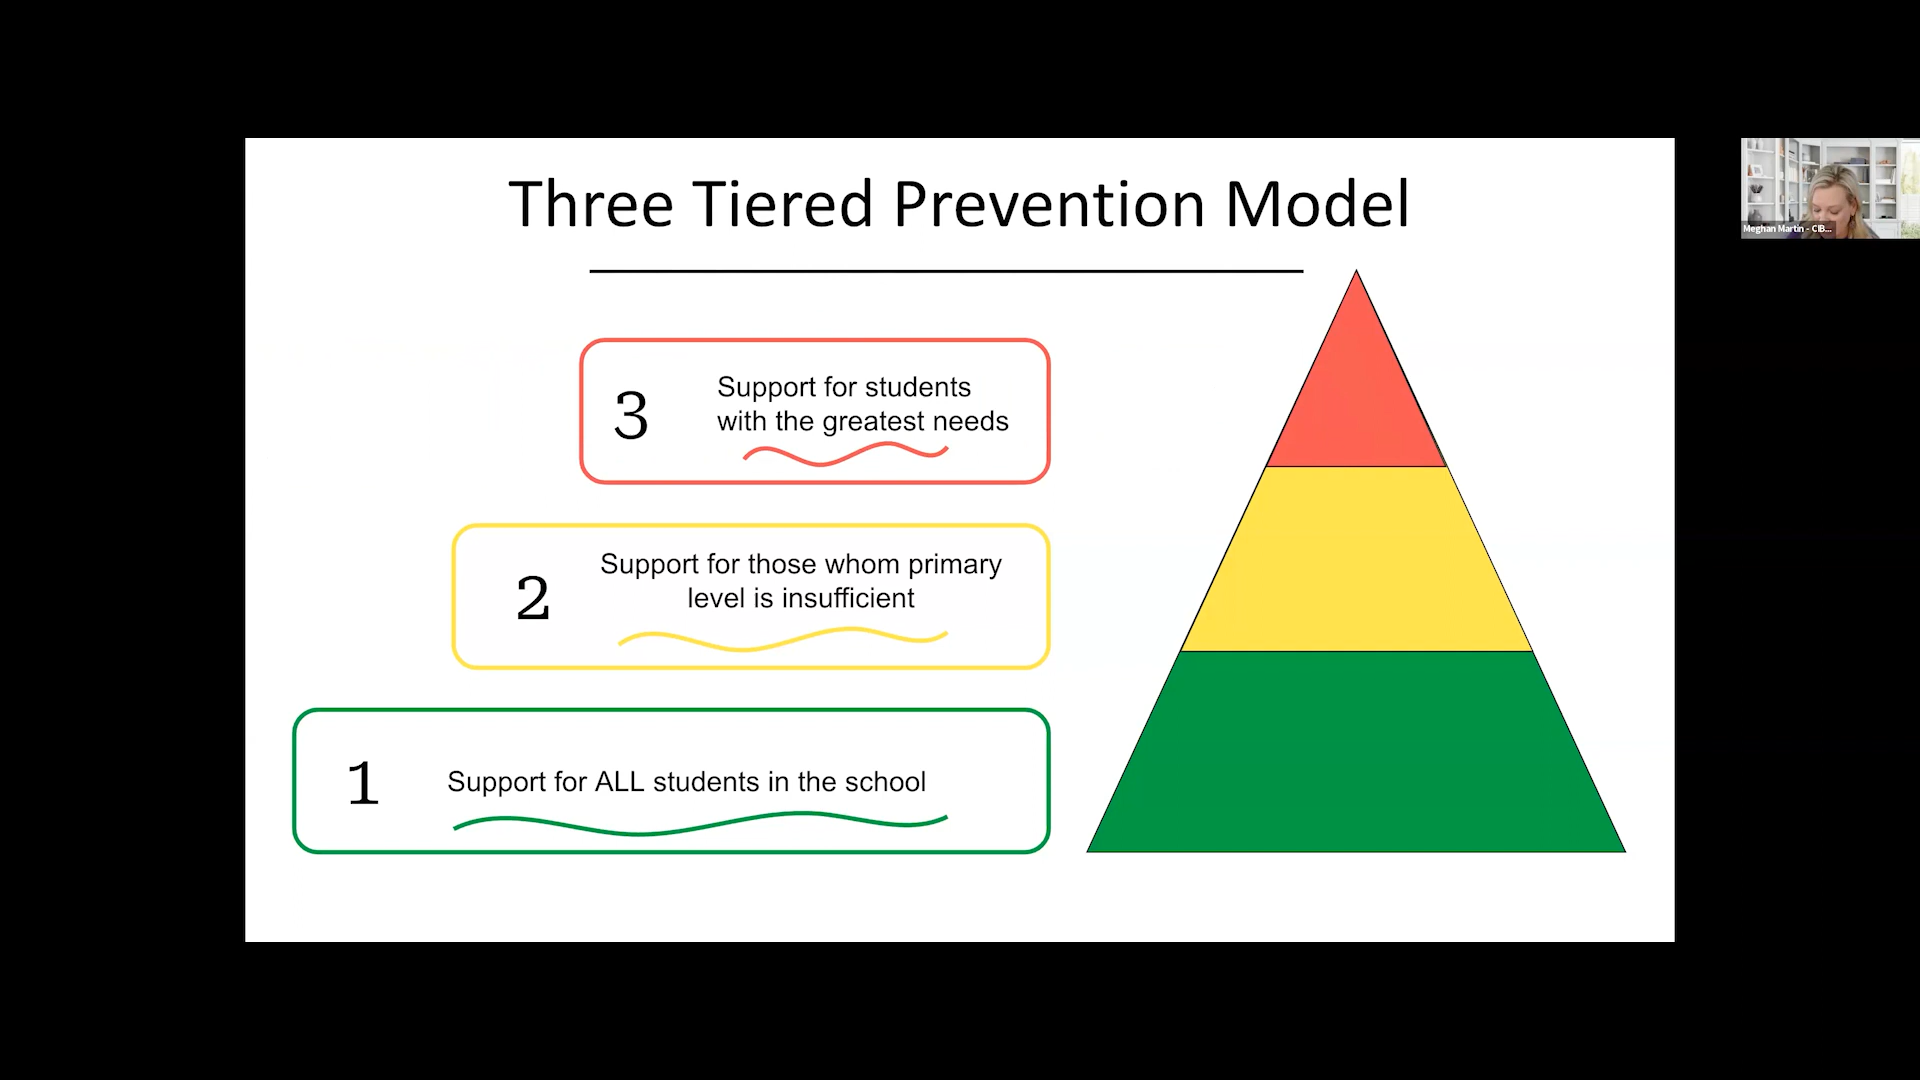 Three Tiered Prevention Model
3
Support for students
with the greatest needs
2
Support for those whom primary
level is insufficient
1
Support for ALL students in the school
Meghan Martin - CIB...